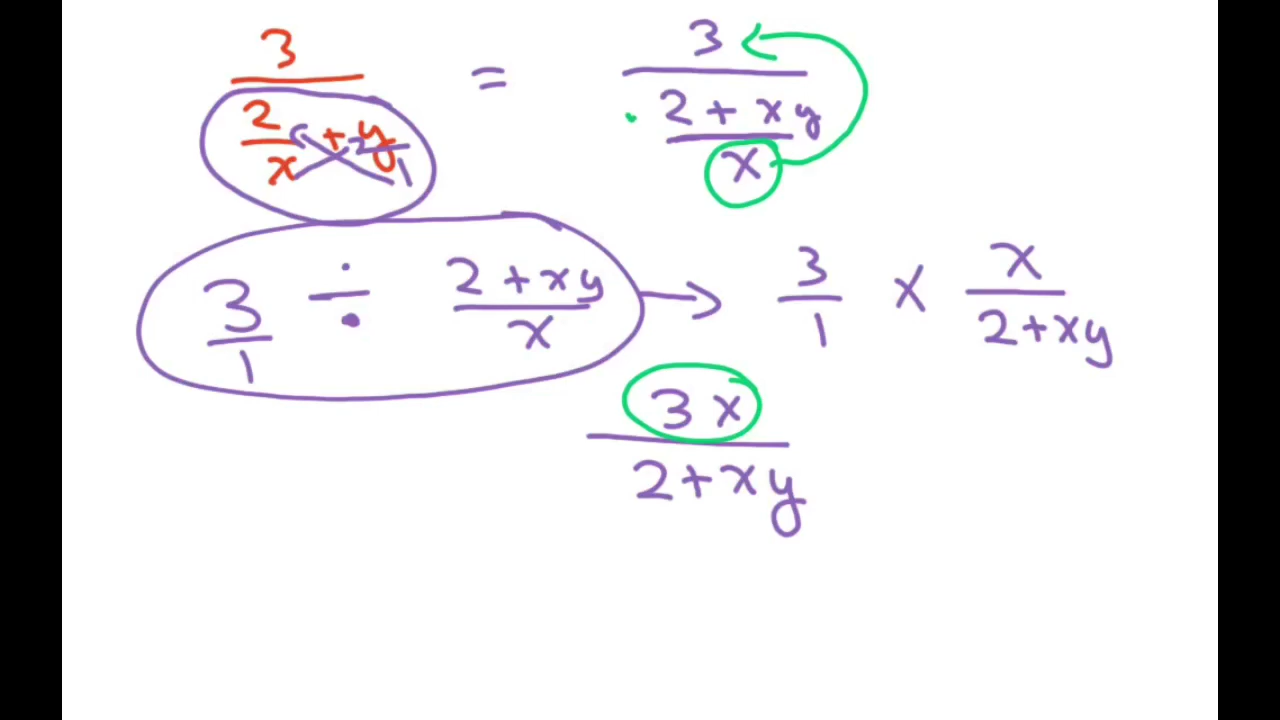 3 / (2/x + y/1) = 3 / ((2 + xy)/x)
3/1 ÷ (2 + xy)/x → 3/1 × x/(2+xy)
3x / (2+xy)